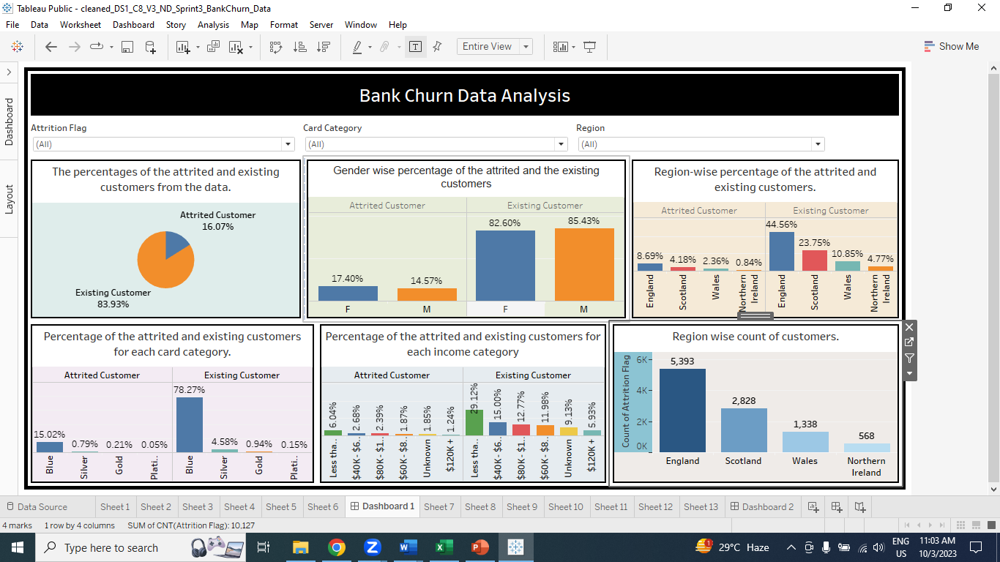 Tableau Public - cleaned_DS1_C8_V3_ND_Sprint3_BankChurn_Data
File Data Worksheet Dashboard Story Analysis Map Format Server Window Help
Entire View
Show Me
Dashboard
Layout
Bank Churn Data Analysis
Attrition Flag
(All)
Card Category
(All)
Region
(All)
The percentages of the attrited and existing
customers from the data.
Attrited Customer
16.07%
Existing Customer
83.93%
Gender wise percentage of the attrited and the existing
customers
Attrited Customer Existing Customer
17.40% 14.57% 82.60% 85.43%
F M F M
Region-wise percentage of the attrited and
existing customers.
Attrited Customer Existing Customer
8.69% 4.18% 2.36% 0.84% 44.56% 23.75% 10.85% 4.77%
England Scotland Wales Northern Ireland England Scotland Wales Northern Ireland
Percentage of the attrited and existing customers
for each card category.
Attrited Customer Existing Customer
15.02% 0.79% 0.21% 0.05% 78.27% 4.58% 0.94% 0.15%
Blue Silver Gold Plati.. Blue Silver Gold Plati..
Percentage of the attrited and existing customers for
each income category
Attrited Customer Existing Customer
6.04% 2.68% 2.39% 1.87% 1.85% 1.24% 29.12% 15.00% 12.77% 11.98% 9.13% 5.93%
Less tha.. $40K - $6.. $80K - $1.. $60K - $8.. Unknown $120K + Less tha.. $40K - $6.. $80K - $1.. $60K - $8.. Unknown $120K +
Region wise count of customers.
Count of Attrition Flag
6K
4K
2K
0K
5,393 2,828 1,338 568
England Scotland Wales Northern
Ireland
Data Source Sheet 1 Sheet 2 Sheet 3 Sheet 4 Sheet 5 Sheet 6 Dashboard 1 Sheet 7 Sheet 8 Sheet 9 Sheet 10 Sheet 11 Sheet 12 Sheet 13 Dashboard 2
4 marks 1 row by 4 columns SUM of CNT(Attrition Flag): 10,127
Type here to search
29°C Haze
ENG
US
11:03 AM
10/3/2023